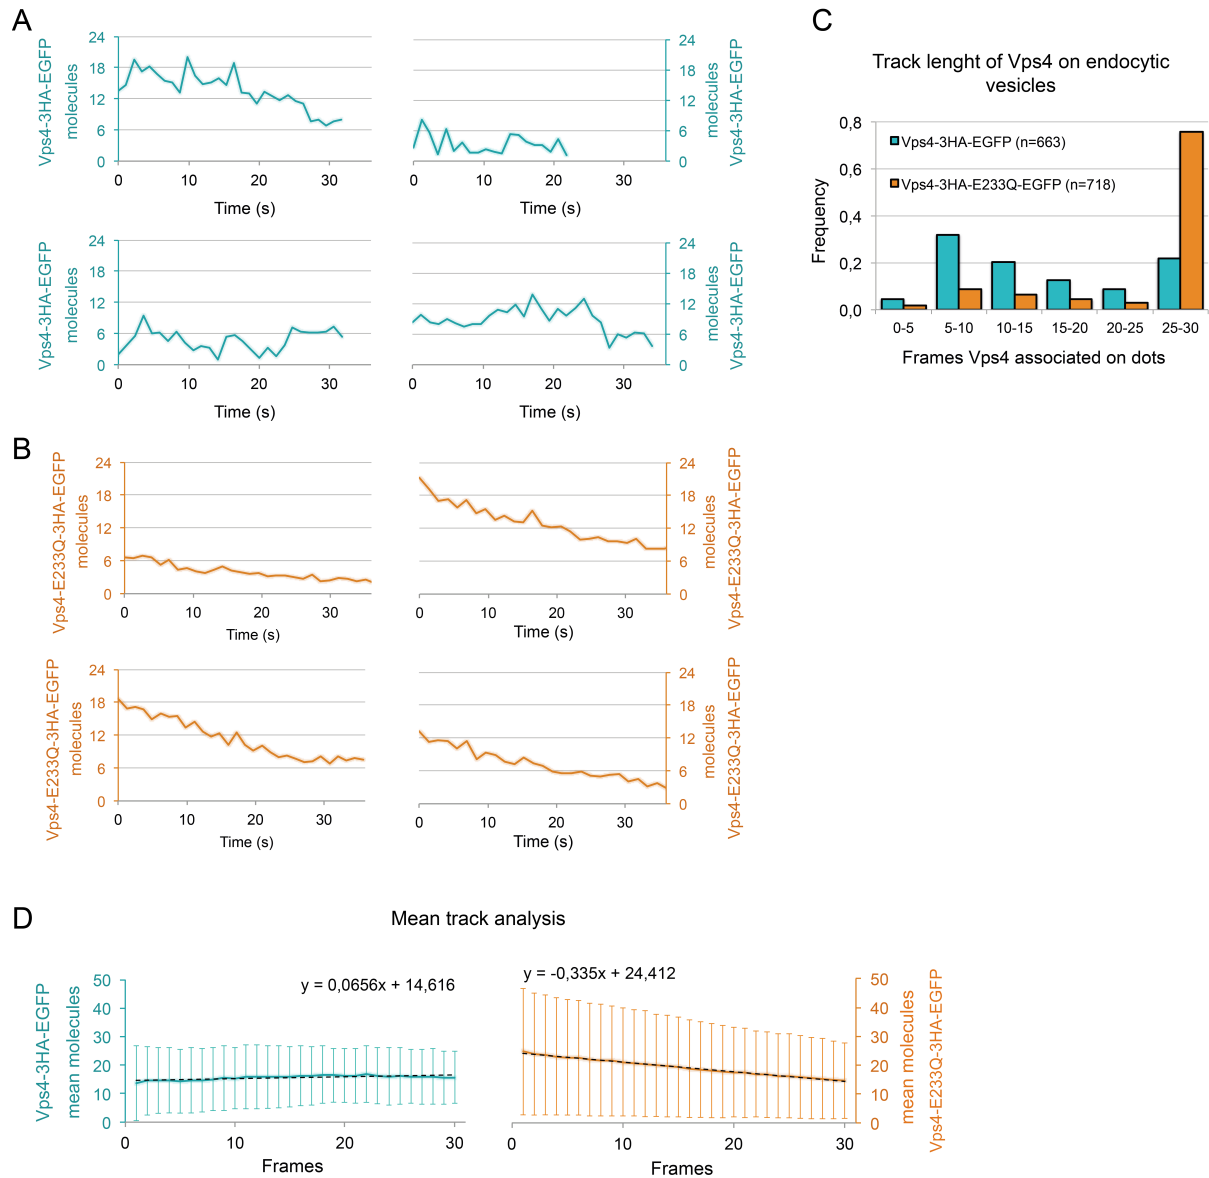 A
Vps4-3HA-EGFP
molecules
24
18
12
6
0
0 10 20 30
Time (s)
24
18
12
6
0
molecules
Vps4-3HA-EGFP
0 10 20 30
Time (s)
Vps4-3HA-EGFP
molecules
24
18
12
6
0
0 10 20 30
Time (s)
24
18
12
6
0
molecules
Vps4-3HA-EGFP
0 10 20 30
Time (s)
C
Track lenght of Vps4 on endocytic
vesicles
Frequency
0,8
0,6
0,4
0,2
0,0
Vps4-3HA-EGFP (n=663)
Vps4-3HA-E233Q-EGFP (n=718)
0-5 5-10 10-15 15-20 20-25 25-30
Frames Vps4 associated on dots
B
Vps4-E233Q-3HA-EGFP
molecules
24
18
12
6
0
0 10 20 30
Time (s)
24
18
12
6
0
molecules
Vps4-E233Q-3HA-EGFP
0 10 20 30
Time (s)
Vps4-E233Q-3HA-EGFP
molecules
24
18
12
6
0
0 10 20 30
Time (s)
24
18
12
6
0
molecules
Vps4-E233Q-3HA-EGFP
0 10 20 30
Time (s)
D
Mean track analysis
Vps4-3HA-EGFP
mean molecules
50
40
30
20
10
0
y = 0,0656x + 14,616
0 10 20 30
Frames
y = -0,335x + 24,412
50
40
30
20
10
0
mean molecules
Vps4-E233Q-3HA-EGFP
0 10 20 30
Frames